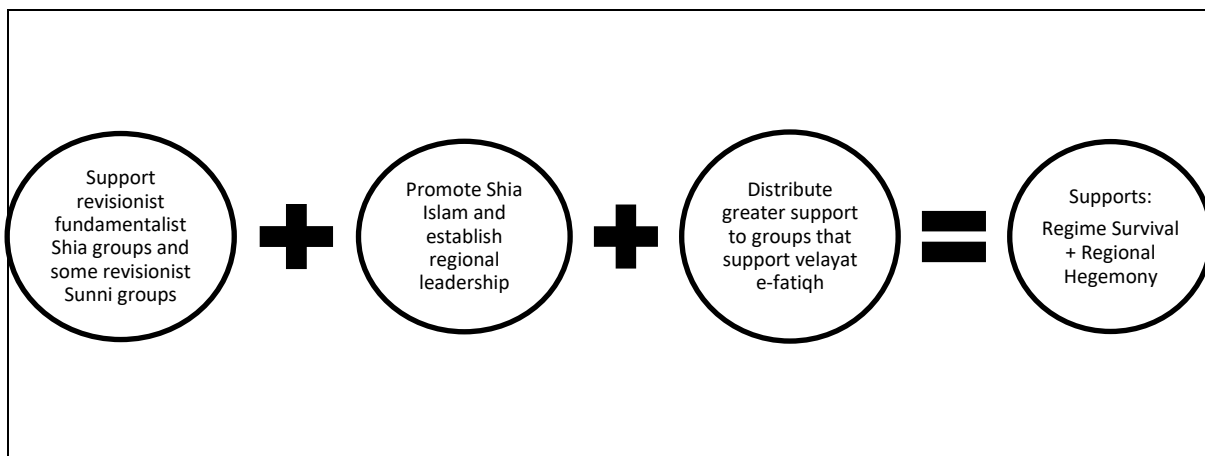 Support
revisionist
fundamentalist
Shia groups and
some revisionist
Sunni groups
Promote Shia
Islam and
establish
regional
leadership
Distribute
greater support
to groups that
support velayat
e-fatiqh
Supports:
Regime Survival
+ Regional
Hegemony